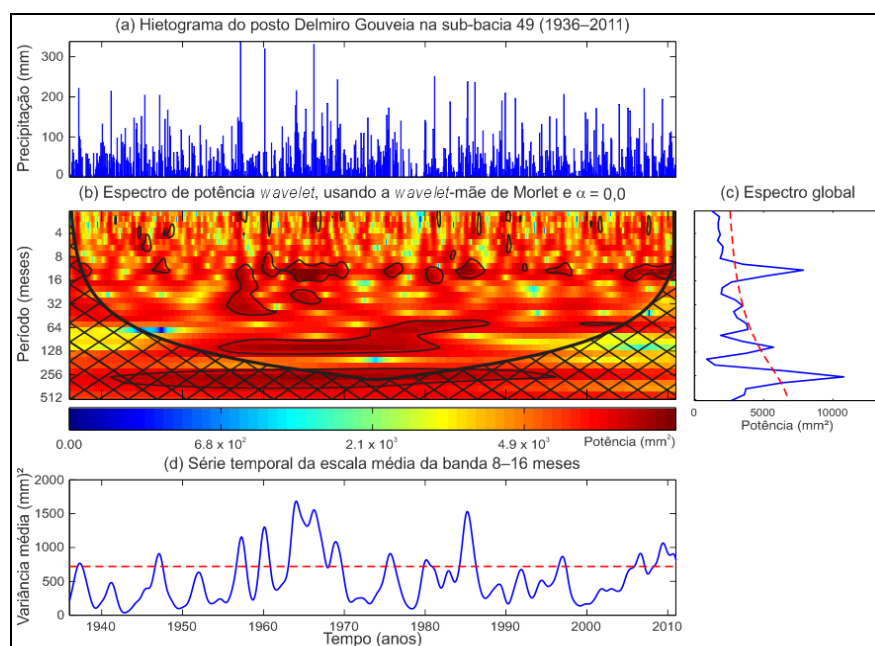 (a) Hietograma do posto Delmiro Gouveia na sub-bacia 49 (1936–2011)
Precipitação (mm)
300
200
100
0
(b) Espectro de potência wavelet, usando a wavelet-mãe de Morlet e α = 0,0
(c) Espectro global
Período (meses)
4
8
16
32
64
128
256
512
0 5000 10000
Potência (mm²)
0.00 6.8 x 10² 2.1 x 10³ 4.9 x 10³ Potência (mm²)
(d) Série temporal da escala média da banda 8–16 meses
Variância média (mm)²
2000
1500
1000
500
0
1940 1950 1960 1970 1980 1990 2000 2010
Tempo (anos)